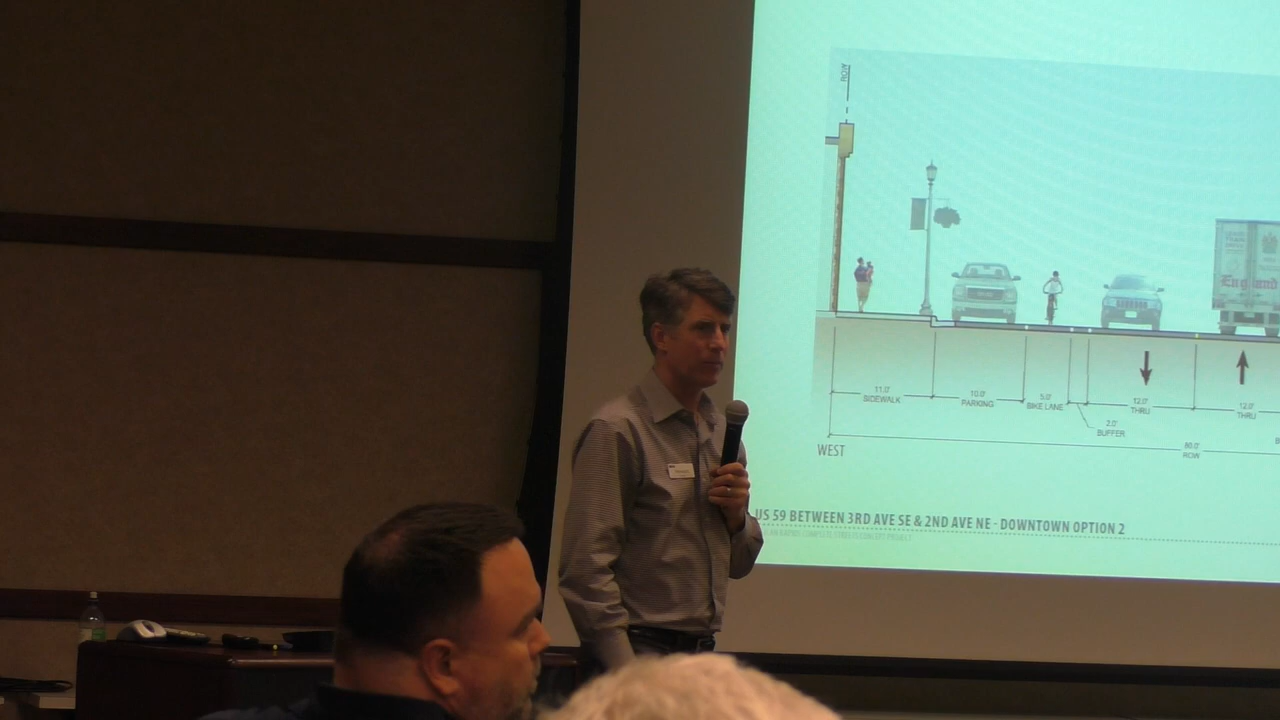 ROW
England
11.0'
SIDEWALK
10.0'
PARKING
5.0'
BIKE LANE
2.0'
BUFFER
12.0'
THRU
12.0'
THRU
80.0'
ROW
WEST
US 59 BETWEEN 3RD AVE SE & 2ND AVE NE - DOWNTOWN OPTION 2